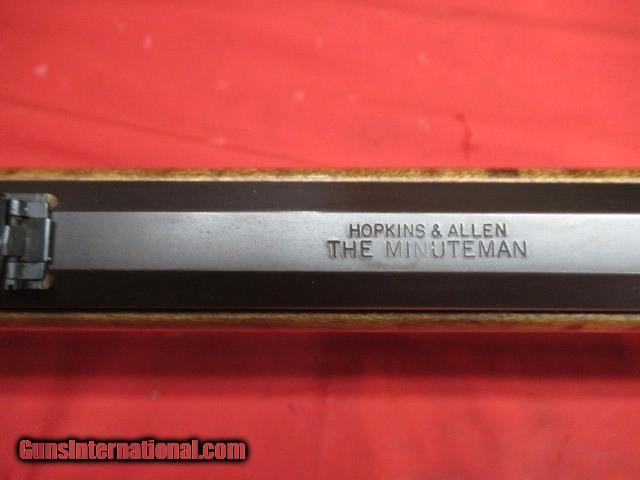 HOPKINS & ALLEN
THE MINUTEMAN
GunsInternational.com